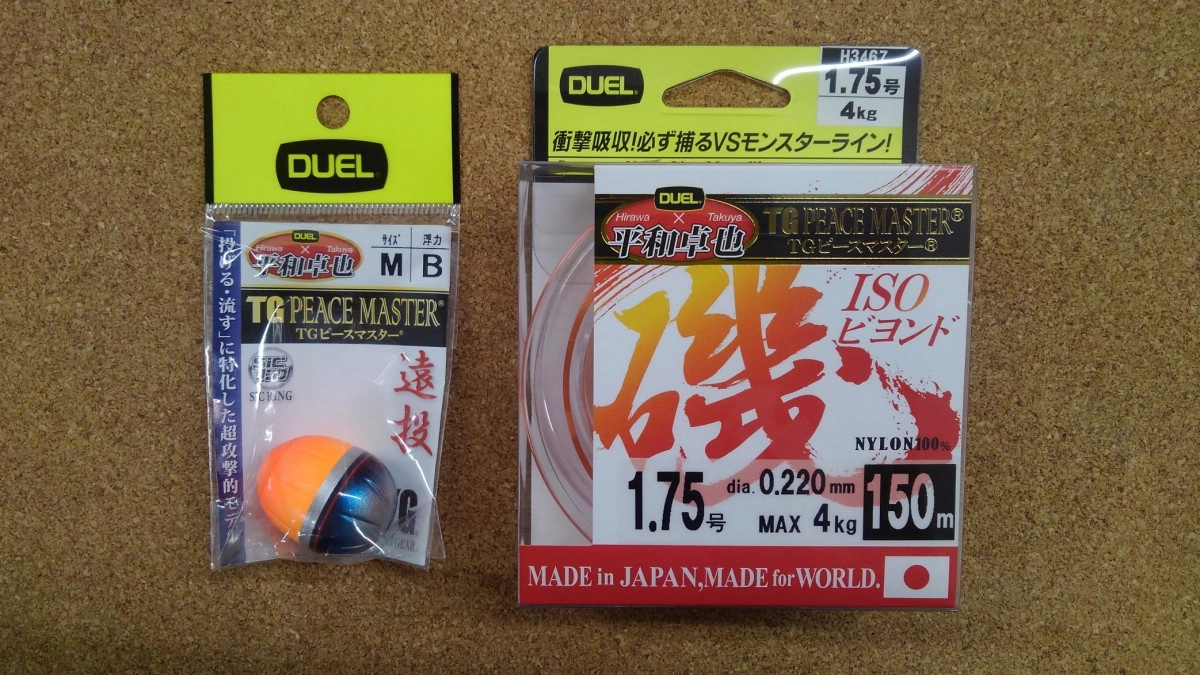 DUEL®
DUEL
Hirawa × Takuya
平和卓也
サイズ 浮力
M B
「投げる・流す」に特化した超攻撃的モデ
TG PEACE MASTER®
TGピースマスター®
SiC
SiC RING
遠投
DUEL®
H3467
1.75号
4kg
衝撃吸収!必ず捕るVSモンスターライン!
DUEL
Hirawa × Takuya
平和卓也
TG PEACE MASTER®
TGピースマスター®
磯
ISO
ビヨンド
NYLON100%
1.75号
dia. 0.220mm
MAX 4kg
150m
MADE in JAPAN,MADE for WORLD.